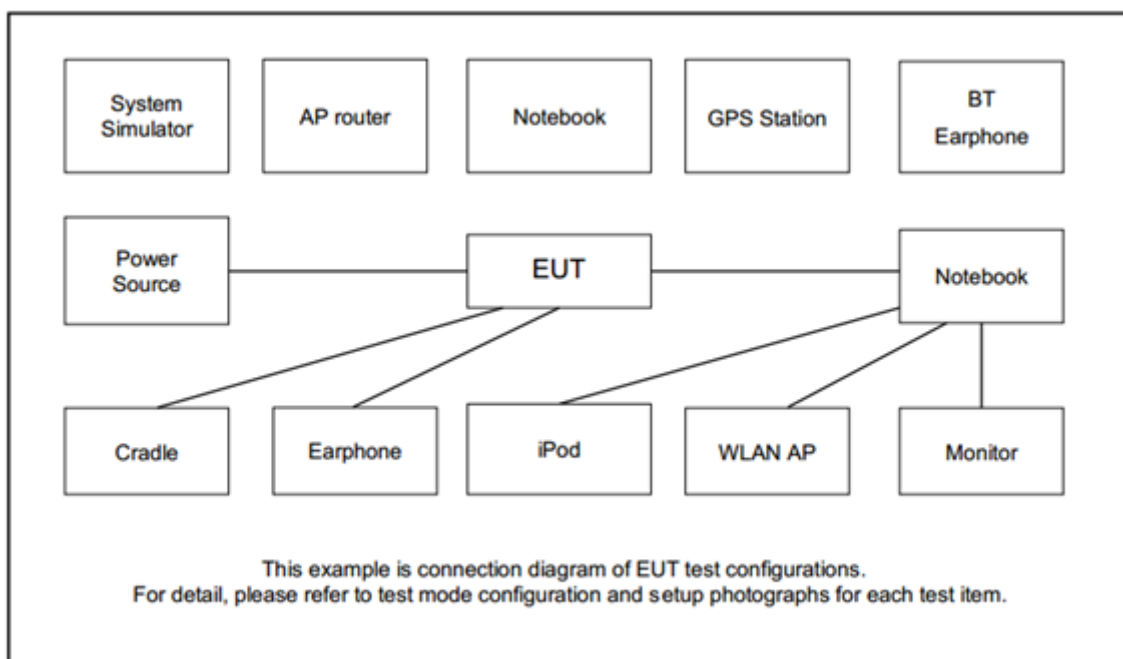 System
Simulator
AP router
Notebook
GPS Station
BT
Earphone
Power
Source
EUT
Notebook
Cradle
Earphone
iPod
WLAN AP
Monitor
This example is connection diagram of EUT test configurations.
For detail, please refer to test mode configuration and setup photographs for each test item.